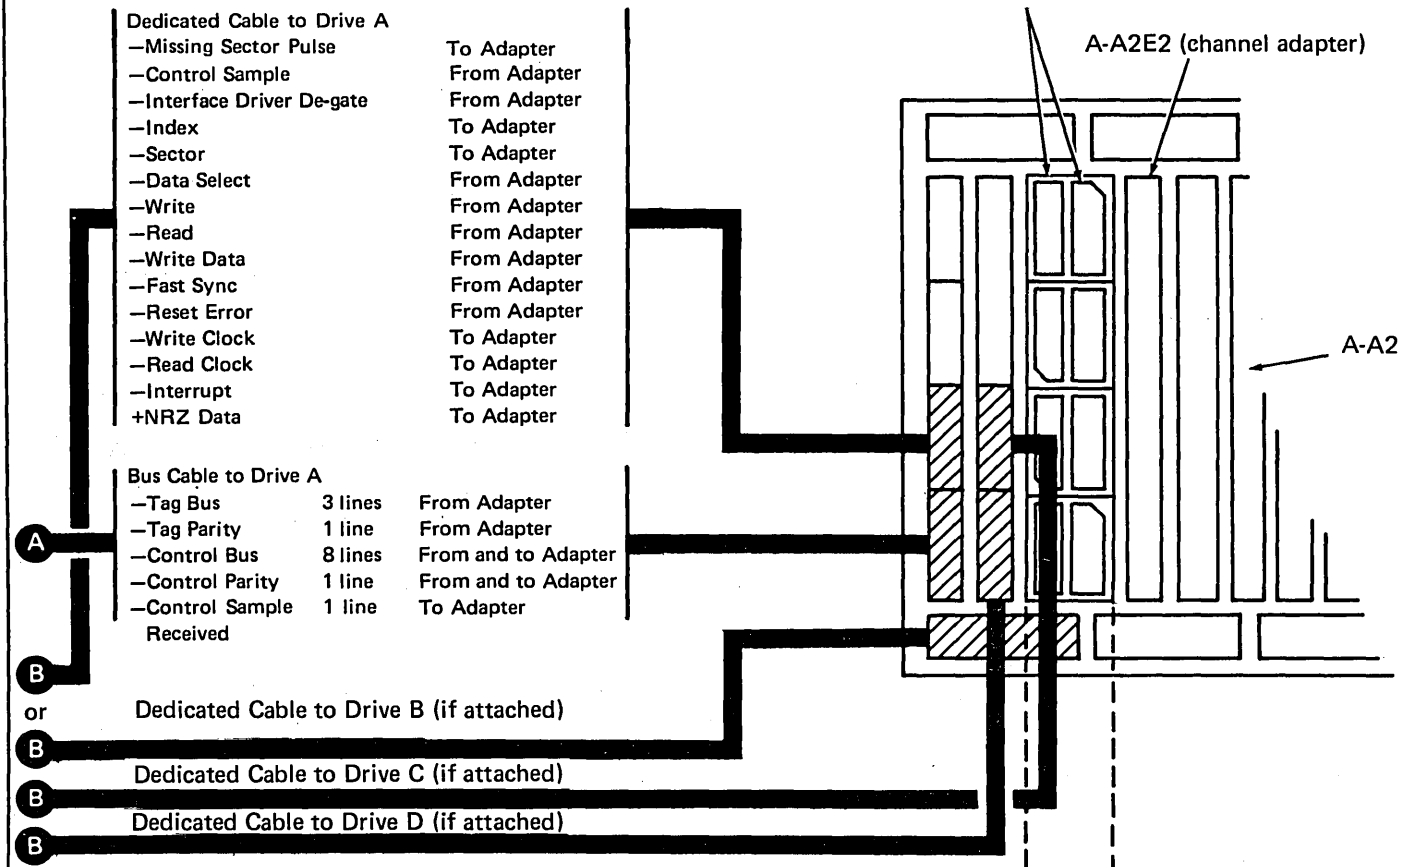 Dedicated Cable to Drive A
—Missing Sector Pulse To Adapter
—Control Sample From Adapter
—Interface Driver De-gate From Adapter
—Index To Adapter
—Sector To Adapter
—Data Select From Adapter
—Write From Adapter
—Read From Adapter
—Write Data From Adapter
—Fast Sync From Adapter
—Reset Error From Adapter
—Write Clock To Adapter
—Read Clock To Adapter
—Interrupt To Adapter
+NRZ Data To Adapter
A-A2E2 (channel adapter)
A-A2
Bus Cable to Drive A
—Tag Bus 3 lines From Adapter
—Tag Parity 1 line From Adapter
—Control Bus 8 lines From and to Adapter
—Control Parity 1 line From and to Adapter
—Control Sample 1 line To Adapter
Received
A
B
or
Dedicated Cable to Drive B (if attached)
B
Dedicated Cable to Drive C (if attached)
B
Dedicated Cable to Drive D (if attached)
B